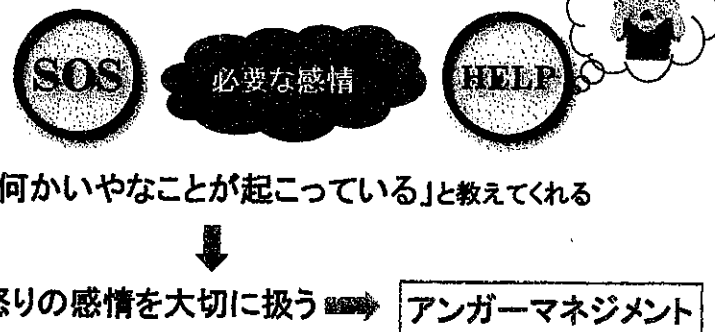 SOS
必要な感情
HELP
何かいやなことが起こっている」と教えてくれる
怒りの感情を大切に扱う
アンガーマネジメント